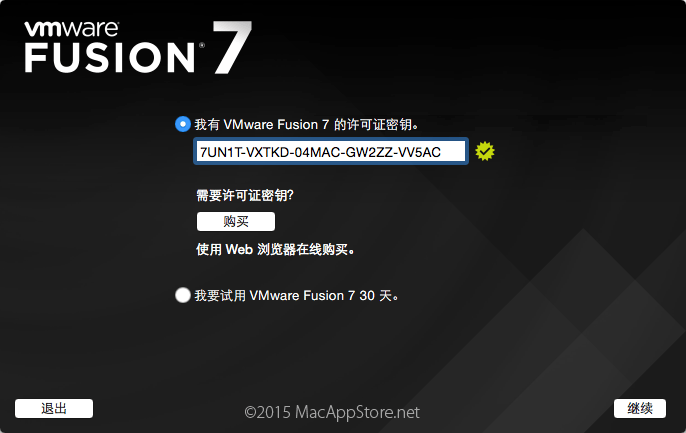 vmware
FUSION® 7
我有 VMware Fusion 7 的许可证密钥。
7UN1T-VXTKD-04MAC-GW2ZZ-VV5AC
需要许可证密钥?
购买
使用 Web 浏览器在线购买。
我要试用 VMware Fusion 7 30 天。
退出
©2015 MacAppStore.net
继续